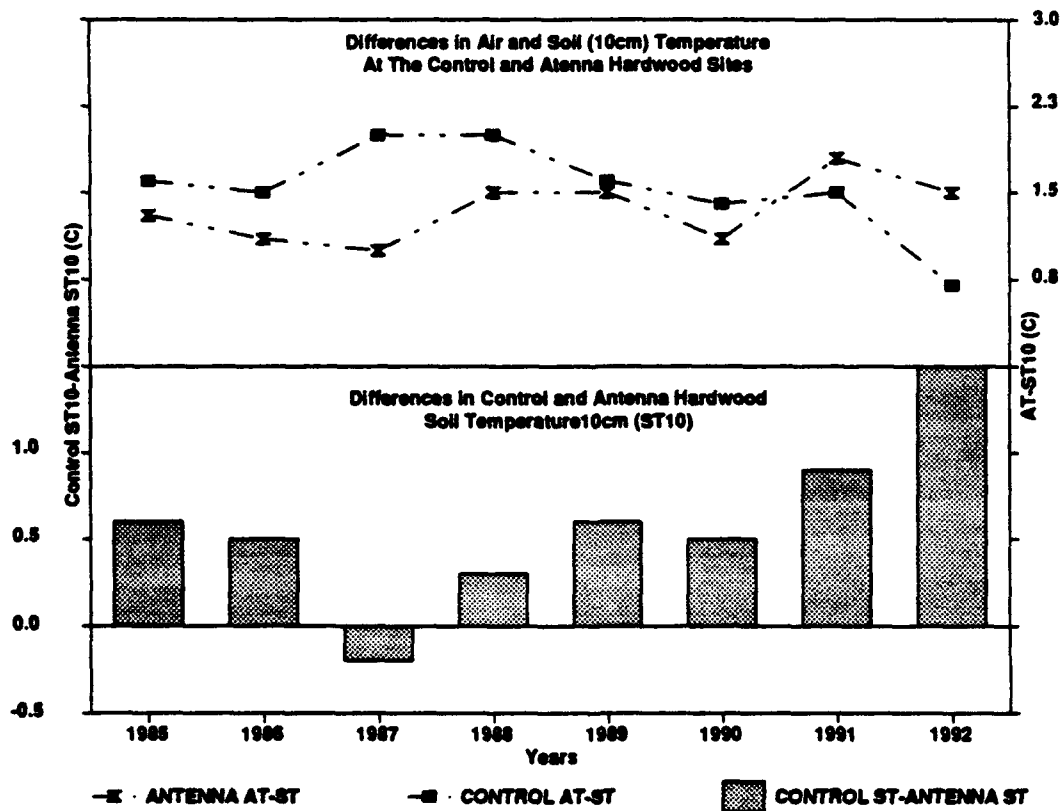 3.0
Differences in Air and Soil (10cm) Temperature
At The Control and Atenna Hardwood Sites
2.3
1.5
0.8
Control ST10-Antenna ST10 (C)
AT-ST10 (C)
Differences in Control and Antenna Hardwood
Soil Temperature10cm (ST10)
1.0
0.5
0.0
-0.5
1985 1986 1987 1988 1989 1990 1991 1992
Years
ANTENNA AT-ST CONTROL AT-ST CONTROL ST-ANTENNA ST